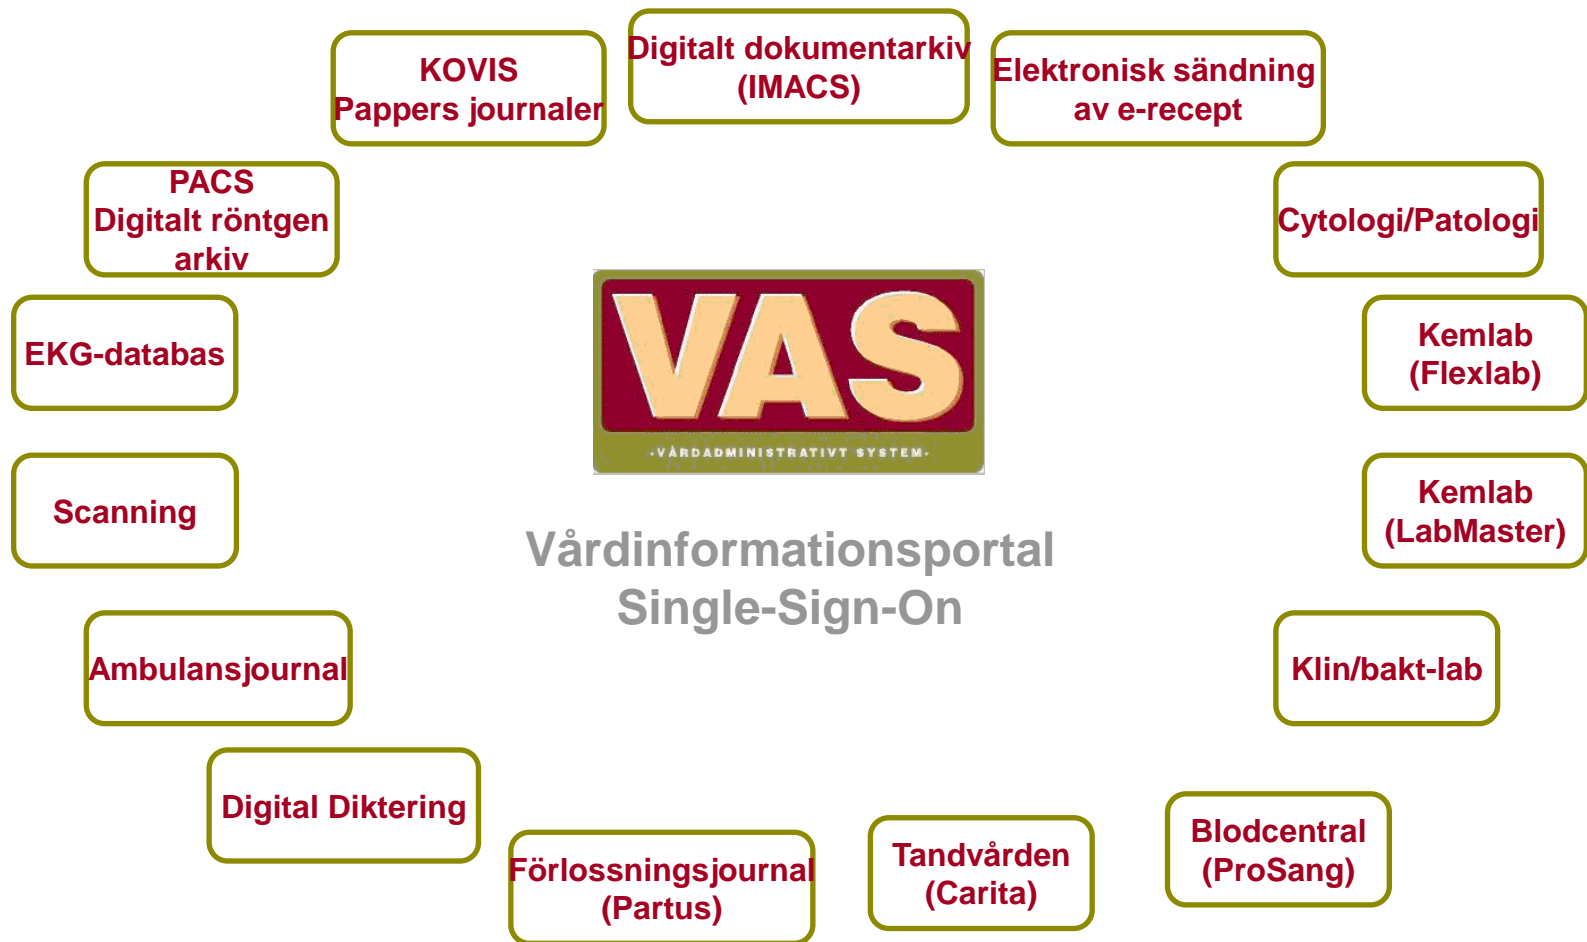 KOVIS
Pappers journaler
Digitalt dokumentarkiv
(IMACS)
Elektronisk sändning
av e-recept
PACS
Digitalt röntgen
arkiv
Cytologi/Patologi
EKG-databas
VAS
·VÅRDADMINISTRATIVT SYSTEM·
Kemlab
(Flexlab)
Scanning
Vårdinformationsportal
Single-Sign-On
Kemlab
(LabMaster)
Ambulansjournal
Klin/bakt-lab
Digital Diktering
Förlossningsjournal
(Partus)
Tandvården
(Carita)
Blodcentral
(ProSang)